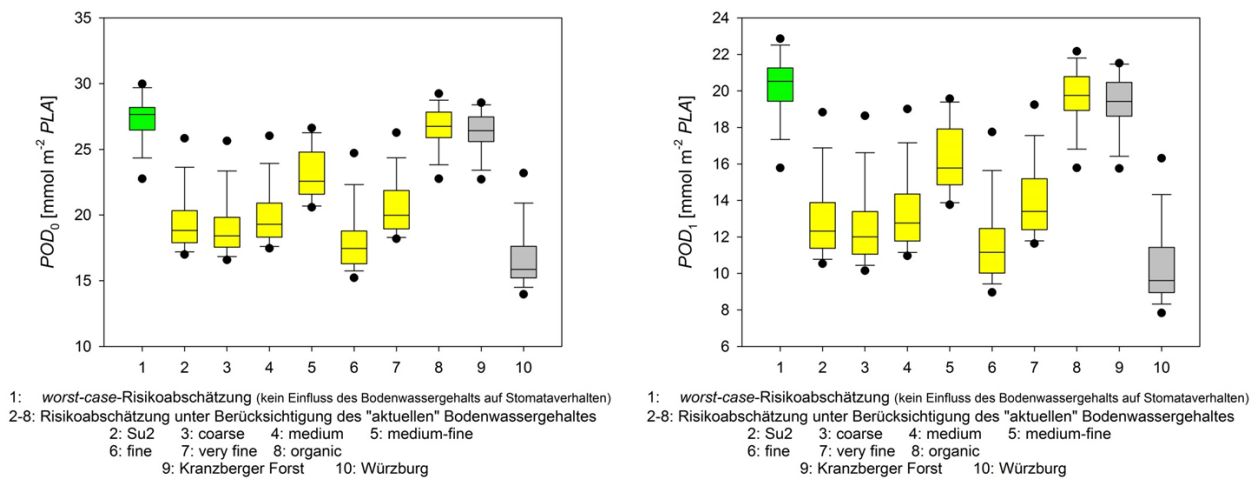 POD0 [mmol m-2 PLA]
35
30
25
20
15
10
1 2 3 4 5 6 7 8 9 10
1: worst-case-Risikoabschätzung (kein Einfluss des Bodenwassergehalts auf Stomataverhalten)
2-8: Risikoabschätzung unter Berücksichtigung des "aktuellen" Bodenwassergehaltes
2: Su2 3: coarse 4: medium 5: medium-fine
6: fine 7: very fine 8: organic
9: Kranzberger Forst 10: Würzburg
POD1 [mmol m-2 PLA]
24
22
20
18
16
14
12
10
8
6
1 2 3 4 5 6 7 8 9 10
1: worst-case-Risikoabschätzung (kein Einfluss des Bodenwassergehalts auf Stomataverhalten)
2-8: Risikoabschätzung unter Berücksichtigung des "aktuellen" Bodenwassergehaltes
2: Su2 3: coarse 4: medium 5: medium-fine
6: fine 7: very fine 8: organic
9: Kranzberger Forst 10: Würzburg